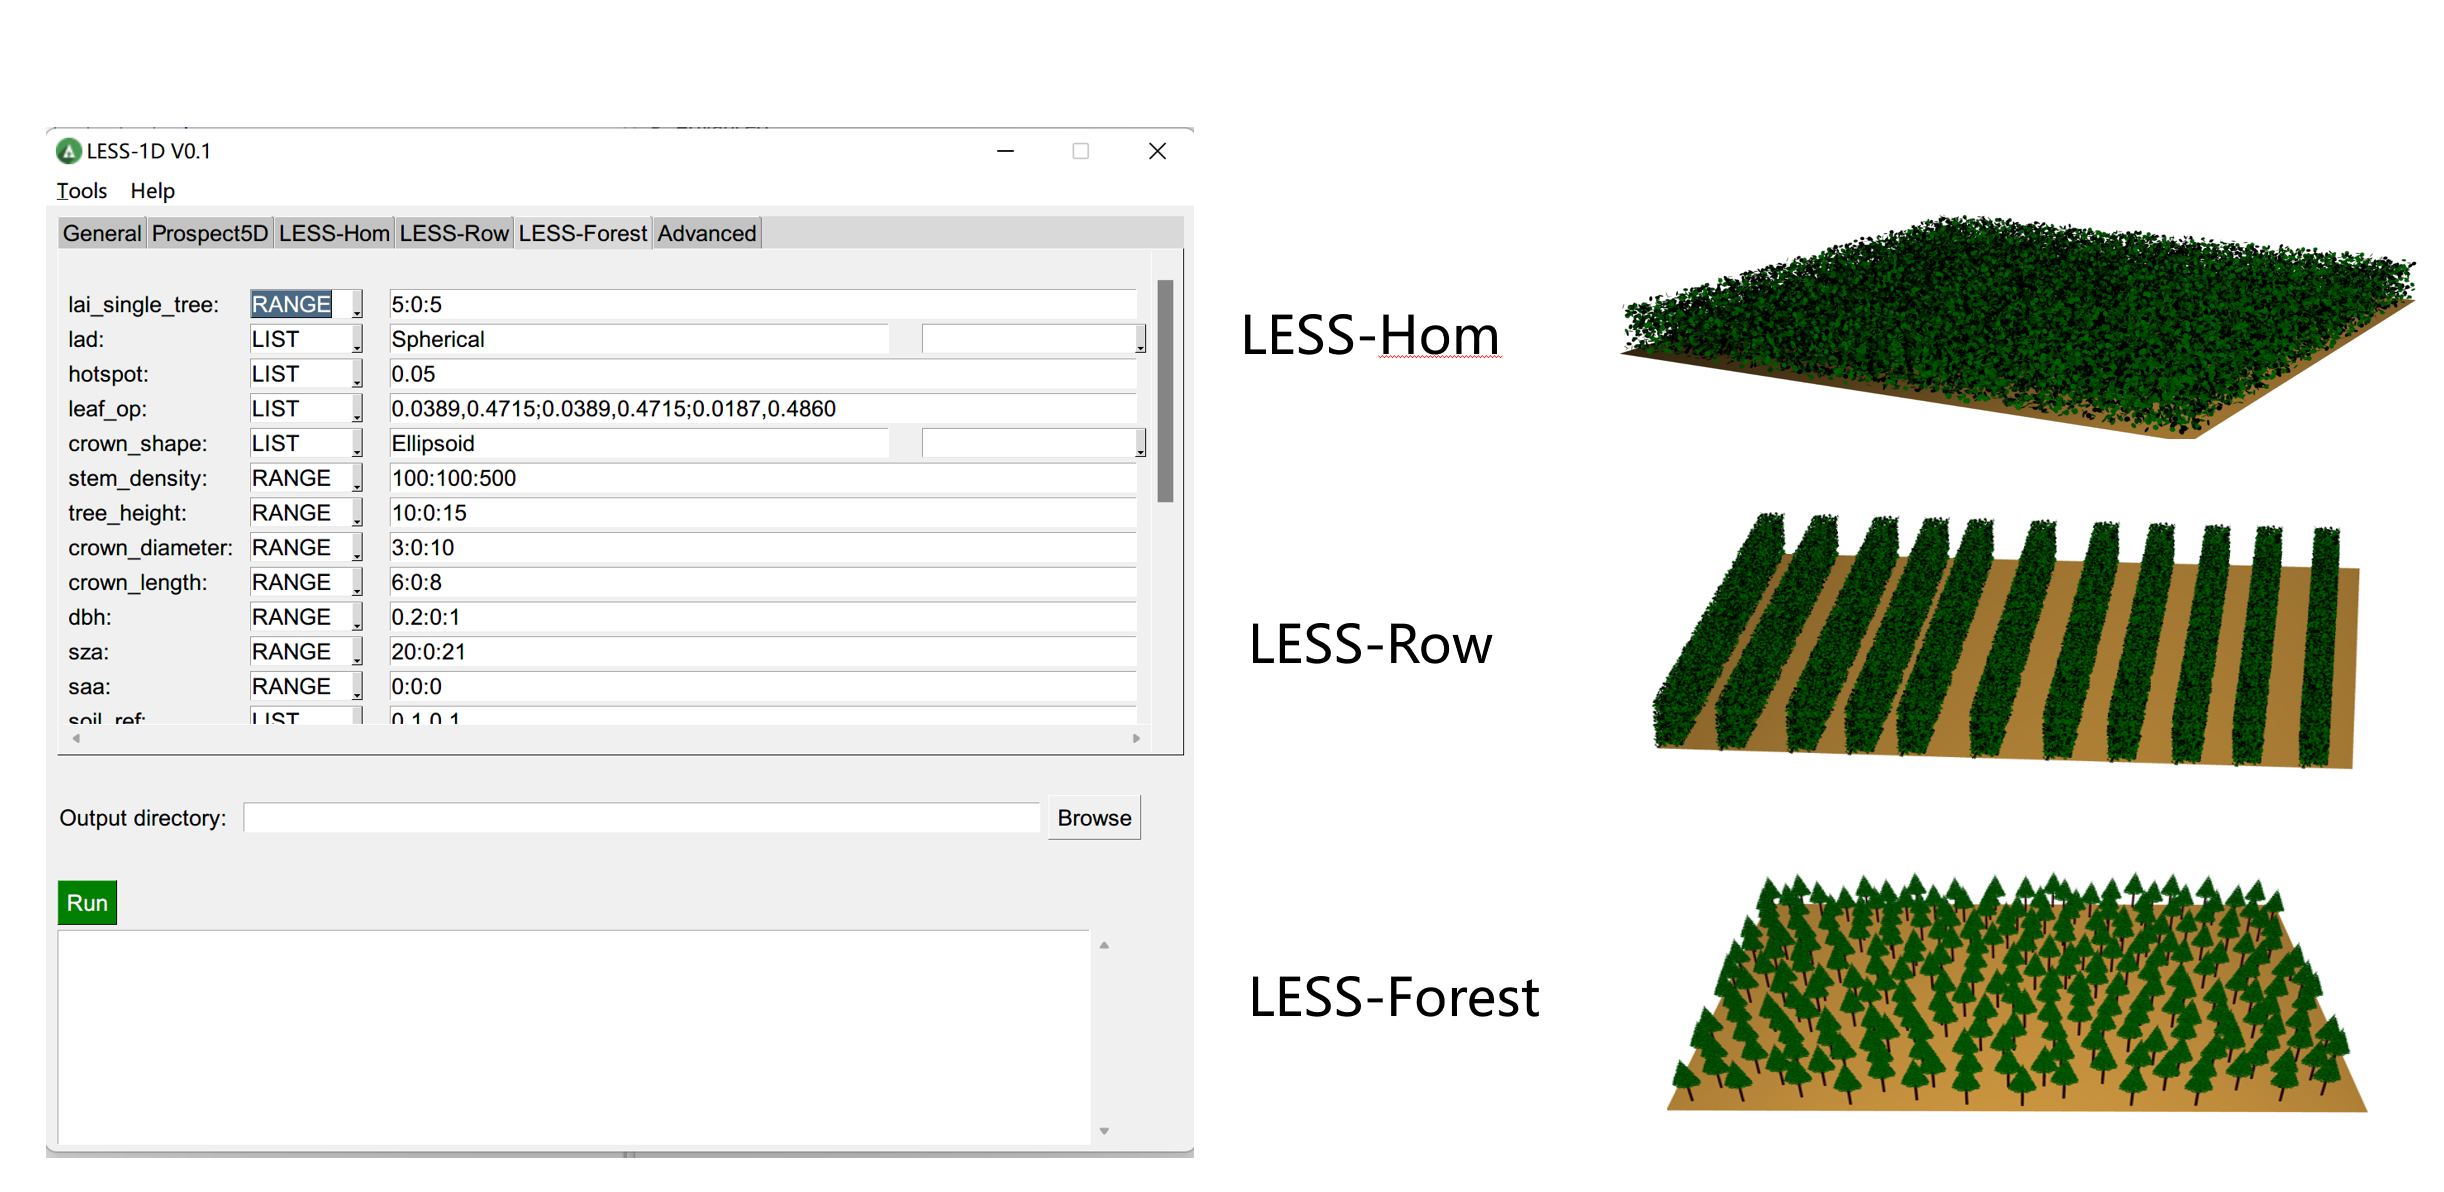 LESS-1D V0.1
Tools Help
General Prospect5D LESS-Hom LESS-Row LESS-Forest Advanced
lai_single_tree: RANGE 5:0:5
lad: LIST Spherical
hotspot: LIST 0.05
leaf_op: LIST 0.0389,0.4715;0.0389,0.4715;0.0187,0.4860
crown_shape: LIST Ellipsoid
stem_density: RANGE 100:100:500
tree_height: RANGE 10:0:15
crown_diameter: RANGE 3:0:10
crown_length: RANGE 6:0:8
dbh: RANGE 0.2:0:1
sza: RANGE 20:0:21
saa: RANGE 0:0:0
soil_ref: LIST 0.1,0.1
Output directory: Browse
Run
LESS-Hom
LESS-Row
LESS-Forest